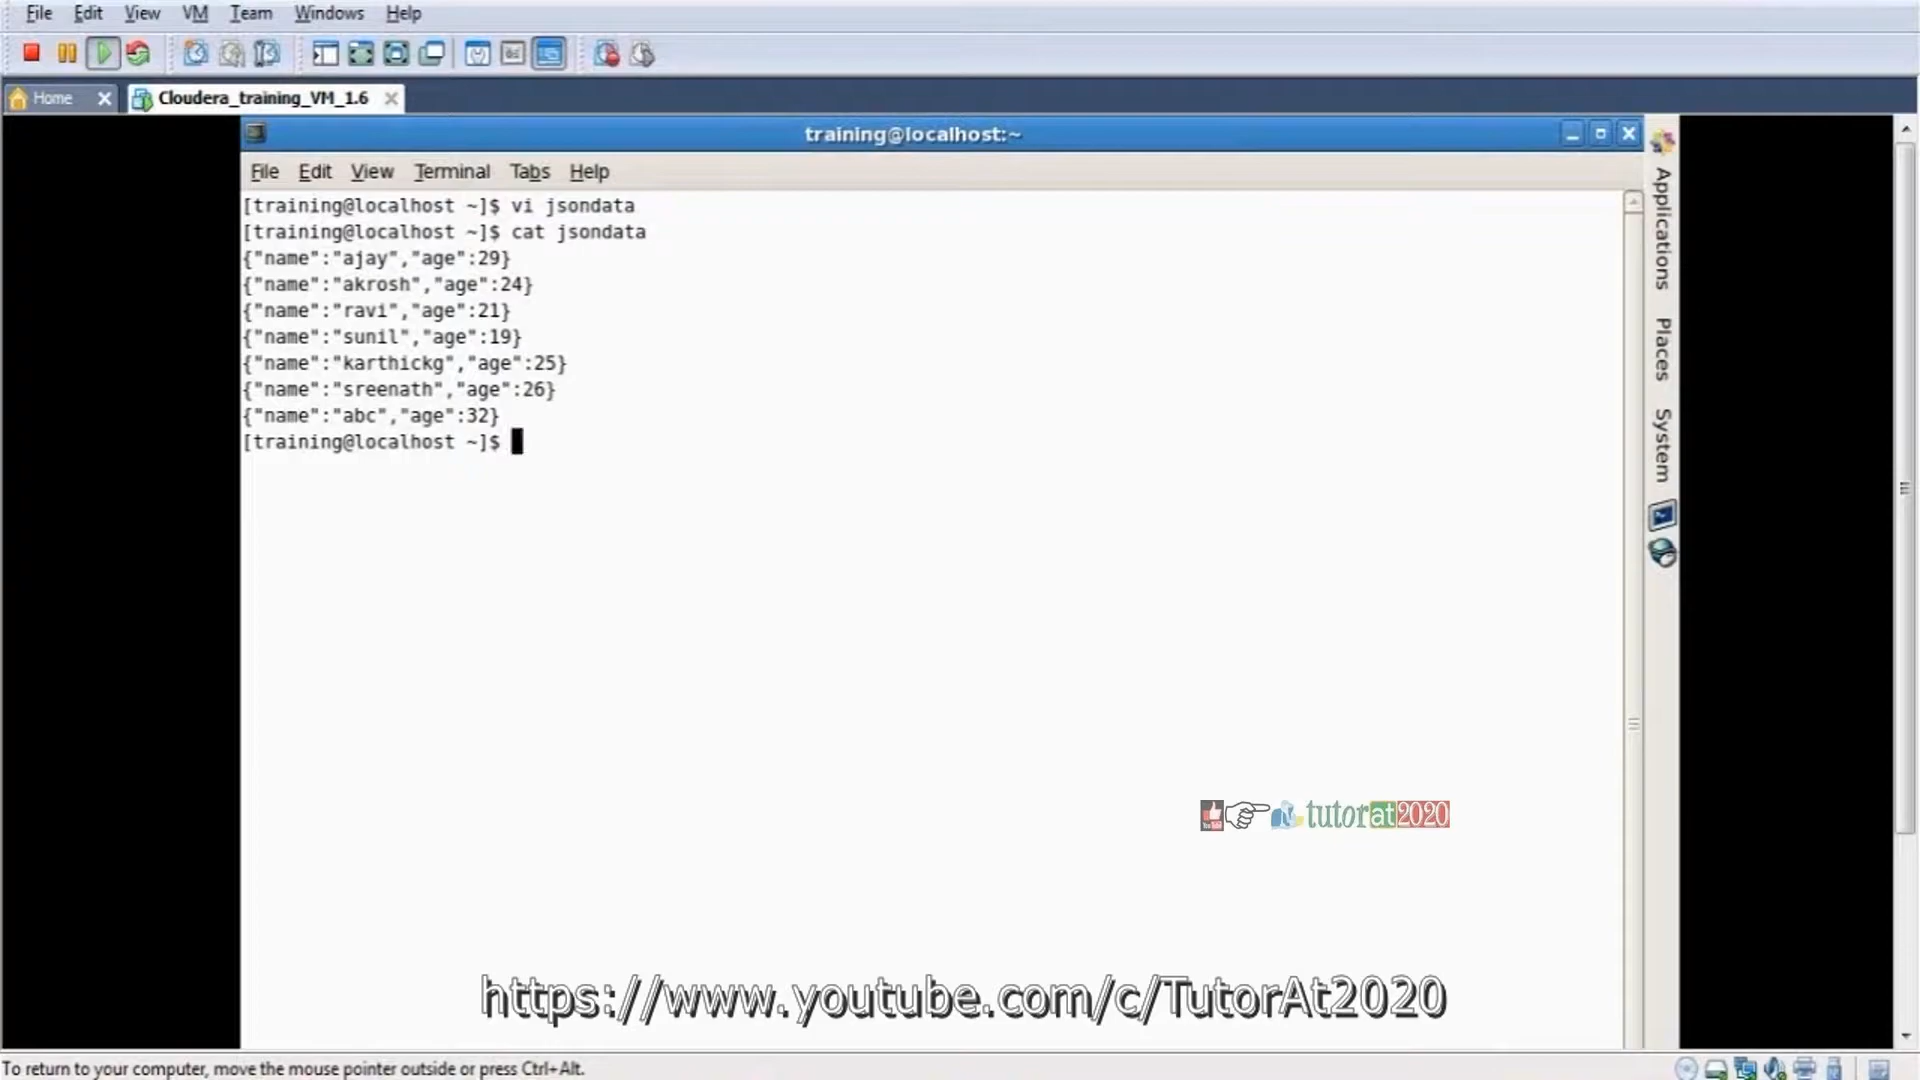 File Edit View VM Team Windows Help
Home Cloudera_training_VM_1.6
training@localhost:~
File Edit View Terminal Tabs Help
[training@localhost ~]$ vi jsondata
[training@localhost ~]$ cat jsondata
{"name":"ajay","age":29}
{"name":"akrosh","age":24}
{"name":"ravi","age":21}
{"name":"sunil","age":19}
{"name":"karthickg","age":25}
{"name":"sreenath","age":26}
{"name":"abc","age":32}
[training@localhost ~]$
Applications
Places
System
tutorat2020
https://www.youtube.com/c/TutorAt2020
To return to your computer, move the mouse pointer outside or press Ctrl+Alt.